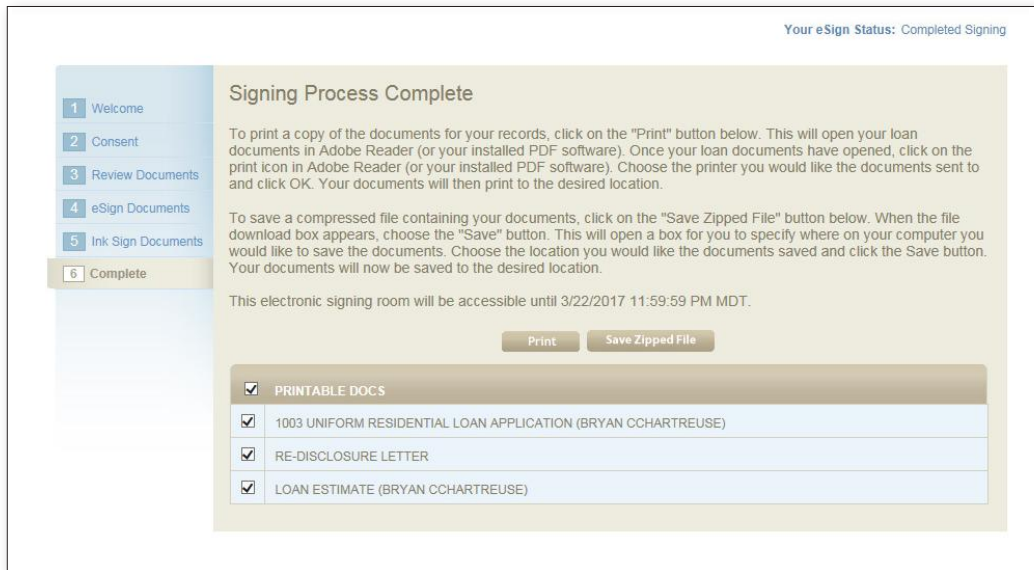 Your eSign Status: Completed Signing
1 Welcome
2 Consent
3 Review Documents
4 eSign Documents
5 Ink Sign Documents
6 Complete
Signing Process Complete
To print a copy of the documents for your records, click on the "Print" button below. This will open your loan
documents in Adobe Reader (or your installed PDF software). Once your loan documents have opened, click on the
print icon in Adobe Reader (or your installed PDF software). Choose the printer you would like the documents sent to
and click OK. Your documents will then print to the desired location.
To save a compressed file containing your documents, click on the "Save Zipped File" button below. When the file
download box appears, choose the "Save" button. This will open a box for you to specify where on your computer you
would like to save the documents. Choose the location you would like the documents saved and click the Save button.
Your documents will now be saved to the desired location.
This electronic signing room will be accessible until 3/22/2017 11:59:59 PM MDT.
Print Save Zipped File
PRINTABLE DOCS
1003 UNIFORM RESIDENTIAL LOAN APPLICATION (BRYAN CCHARTREUSE)
RE-DISCLOSURE LETTER
LOAN ESTIMATE (BRYAN CCHARTREUSE)